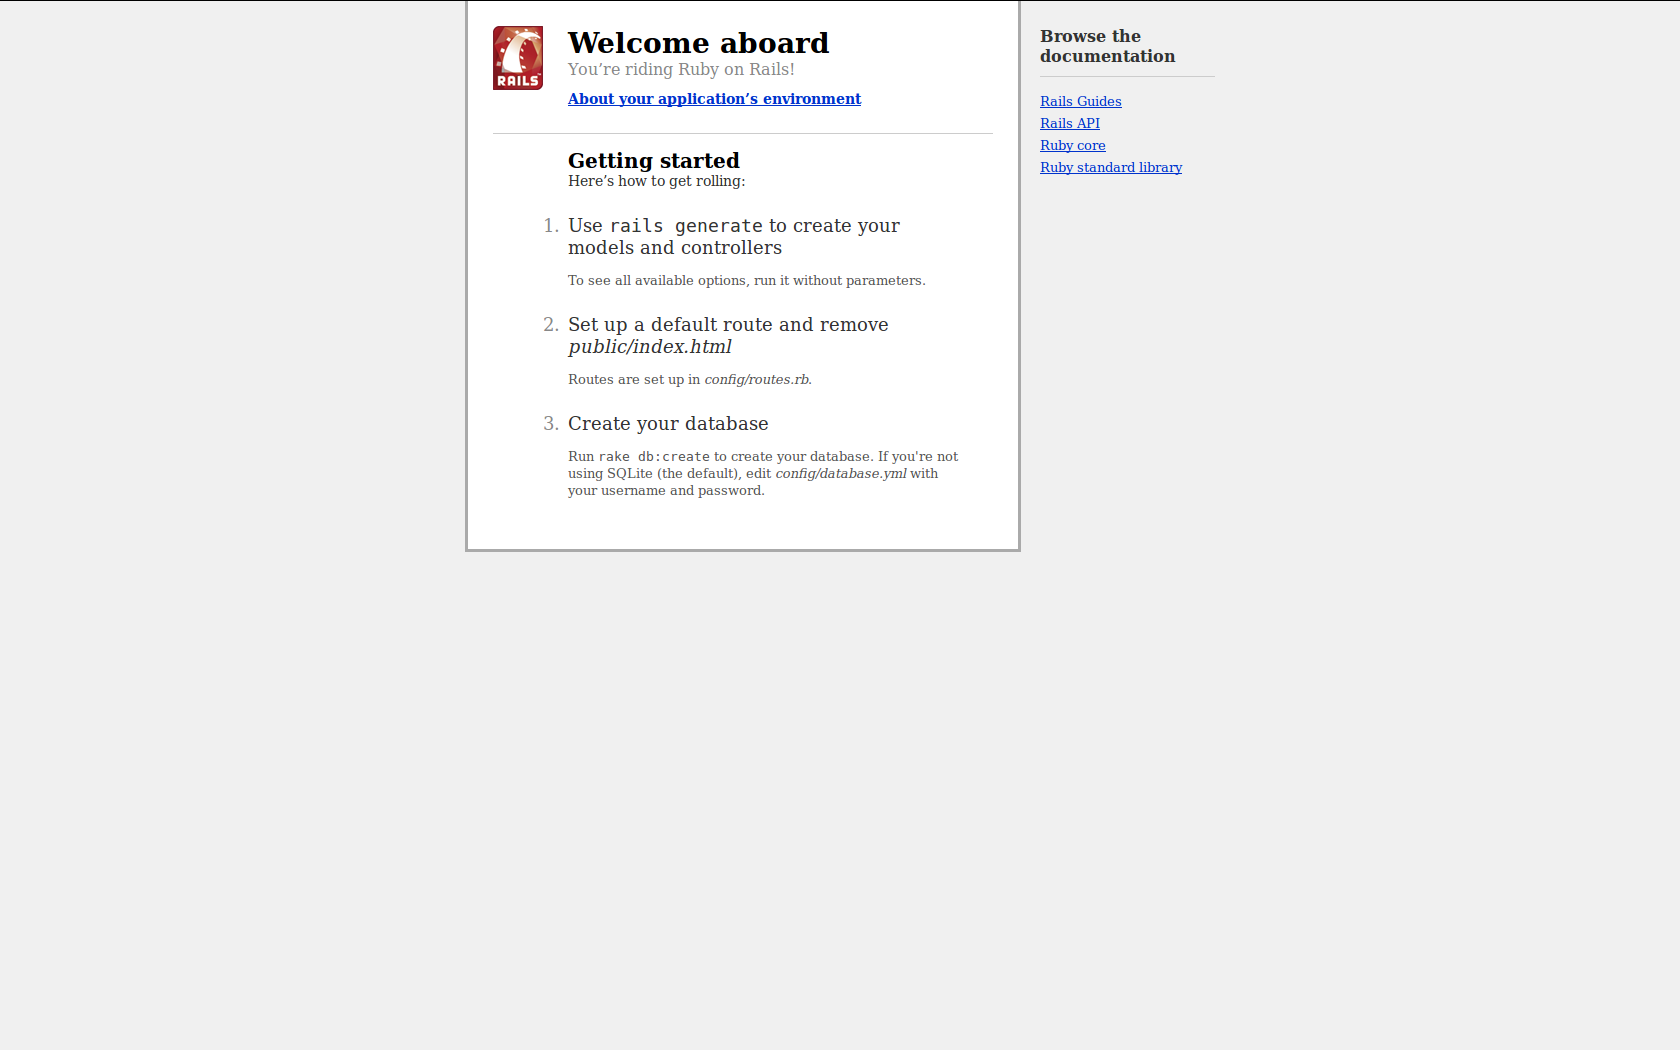 RAILS
Welcome aboard
You’re riding Ruby on Rails!
About your application’s environment
Getting started
Here’s how to get rolling:
1. Use rails generate to create your
models and controllers
To see all available options, run it without parameters.
2. Set up a default route and remove
public/index.html
Routes are set up in config/routes.rb.
3. Create your database
Run rake db:create to create your database. If you're not
using SQLite (the default), edit config/database.yml with
your username and password.
Browse the
documentation
Rails Guides
Rails API
Ruby core
Ruby standard library